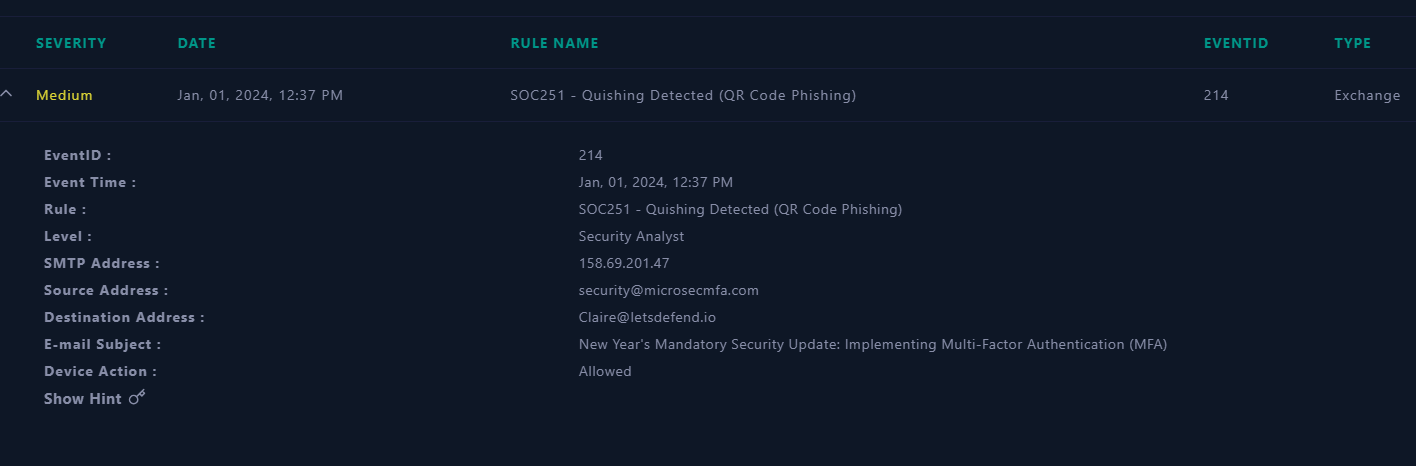 SEVERITY DATE RULE NAME EVENTID TYPE
Medium Jan, 01, 2024, 12:37 PM SOC251 - Quishing Detected (QR Code Phishing) 214 Exchange
EventID : 214
Event Time : Jan, 01, 2024, 12:37 PM
Rule : SOC251 - Quishing Detected (QR Code Phishing)
Level : Security Analyst
SMTP Address : 158.69.201.47
Source Address : security@microsecmfa.com
Destination Address : Claire@letsdefend.io
E-mail Subject : New Year's Mandatory Security Update: Implementing Multi-Factor Authentication (MFA)
Device Action : Allowed
Show Hint